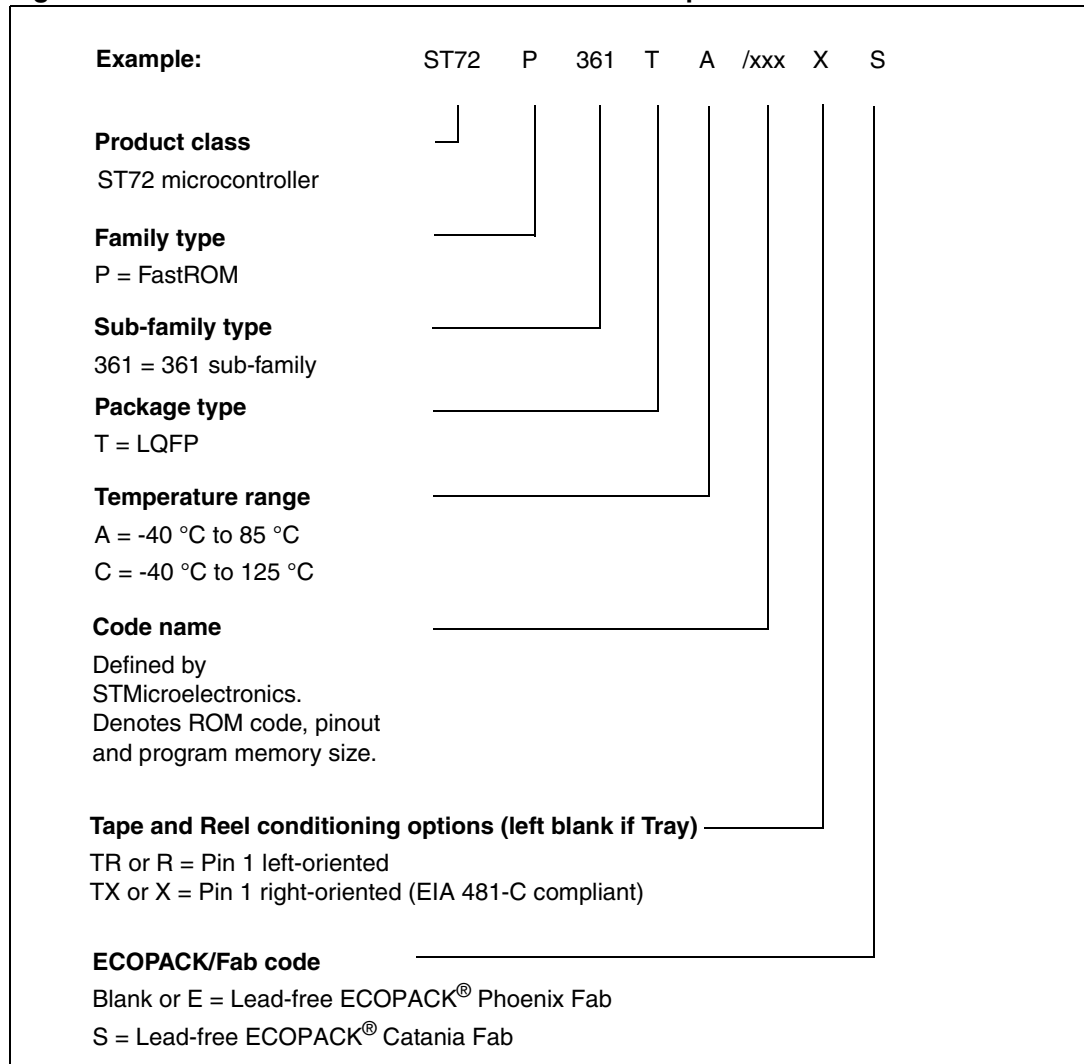 Example: ST72 P 361 T A /xxx X S
Product class
ST72 microcontroller
Family type
P = FastROM
Sub-family type
361 = 361 sub-family
Package type
T = LQFP
Temperature range
A = -40 °C to 85 °C
C = -40 °C to 125 °C
Code name
Defined by
STMicroelectronics.
Denotes ROM code, pinout
and program memory size.
Tape and Reel conditioning options (left blank if Tray)
TR or R = Pin 1 left-oriented
TX or X = Pin 1 right-oriented (EIA 481-C compliant)
ECOPACK/Fab code
Blank or E = Lead-free ECOPACK® Phoenix Fab
S = Lead-free ECOPACK® Catania Fab